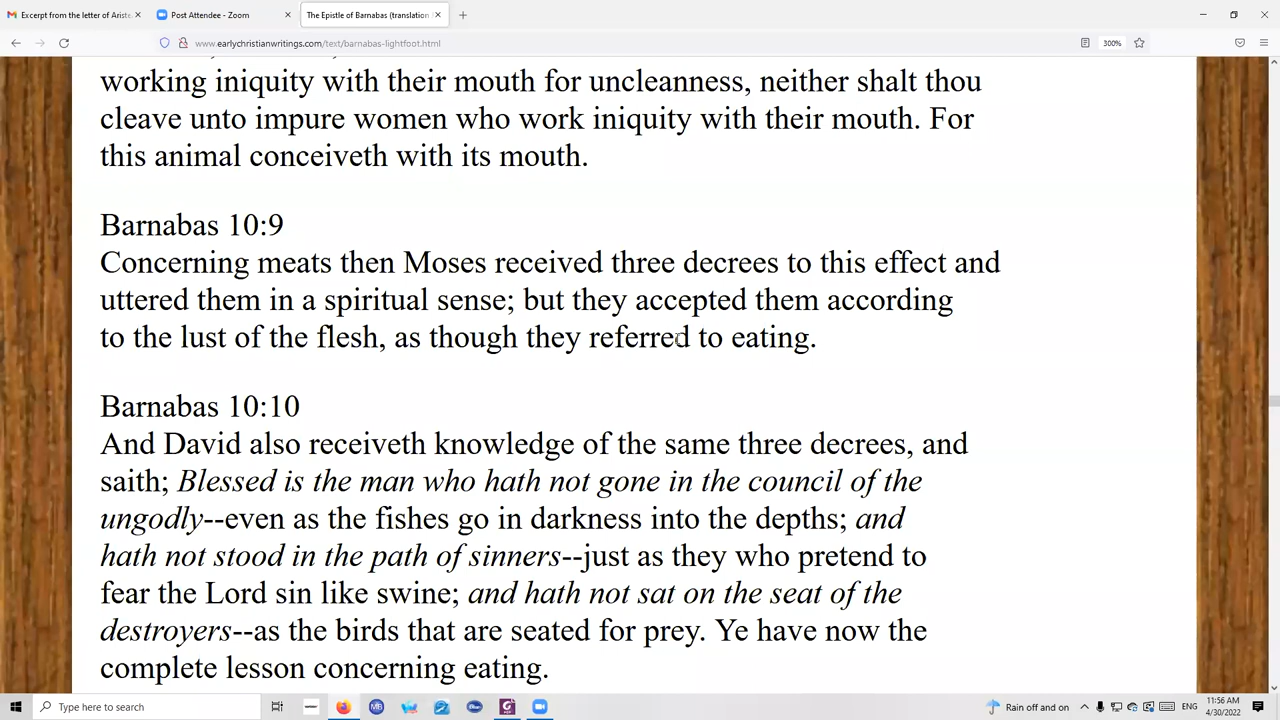 Excerpt from the letter of Ariste
Post Attendee - Zoom
The Epistle of Barnabas (translation
www.earlychristianwritings.com/text/barnabas-lightfoot.html
300%
working iniquity with their mouth for uncleanness, neither shalt thou
cleave unto impure women who work iniquity with their mouth. For
this animal conceiveth with its mouth.
Barnabas 10:9
Concerning meats then Moses received three decrees to this effect and
uttered them in a spiritual sense; but they accepted them according
to the lust of the flesh, as though they referred to eating.
Barnabas 10:10
And David also receiveth knowledge of the same three decrees, and
saith; Blessed is the man who hath not gone in the council of the
ungodly--even as the fishes go in darkness into the depths; and
hath not stood in the path of sinners--just as they who pretend to
fear the Lord sin like swine; and hath not sat on the seat of the
destroyers--as the birds that are seated for prey. Ye have now the
complete lesson concerning eating.
Type here to search
Rain off and on
ENG
11:56 AM
4/30/2022